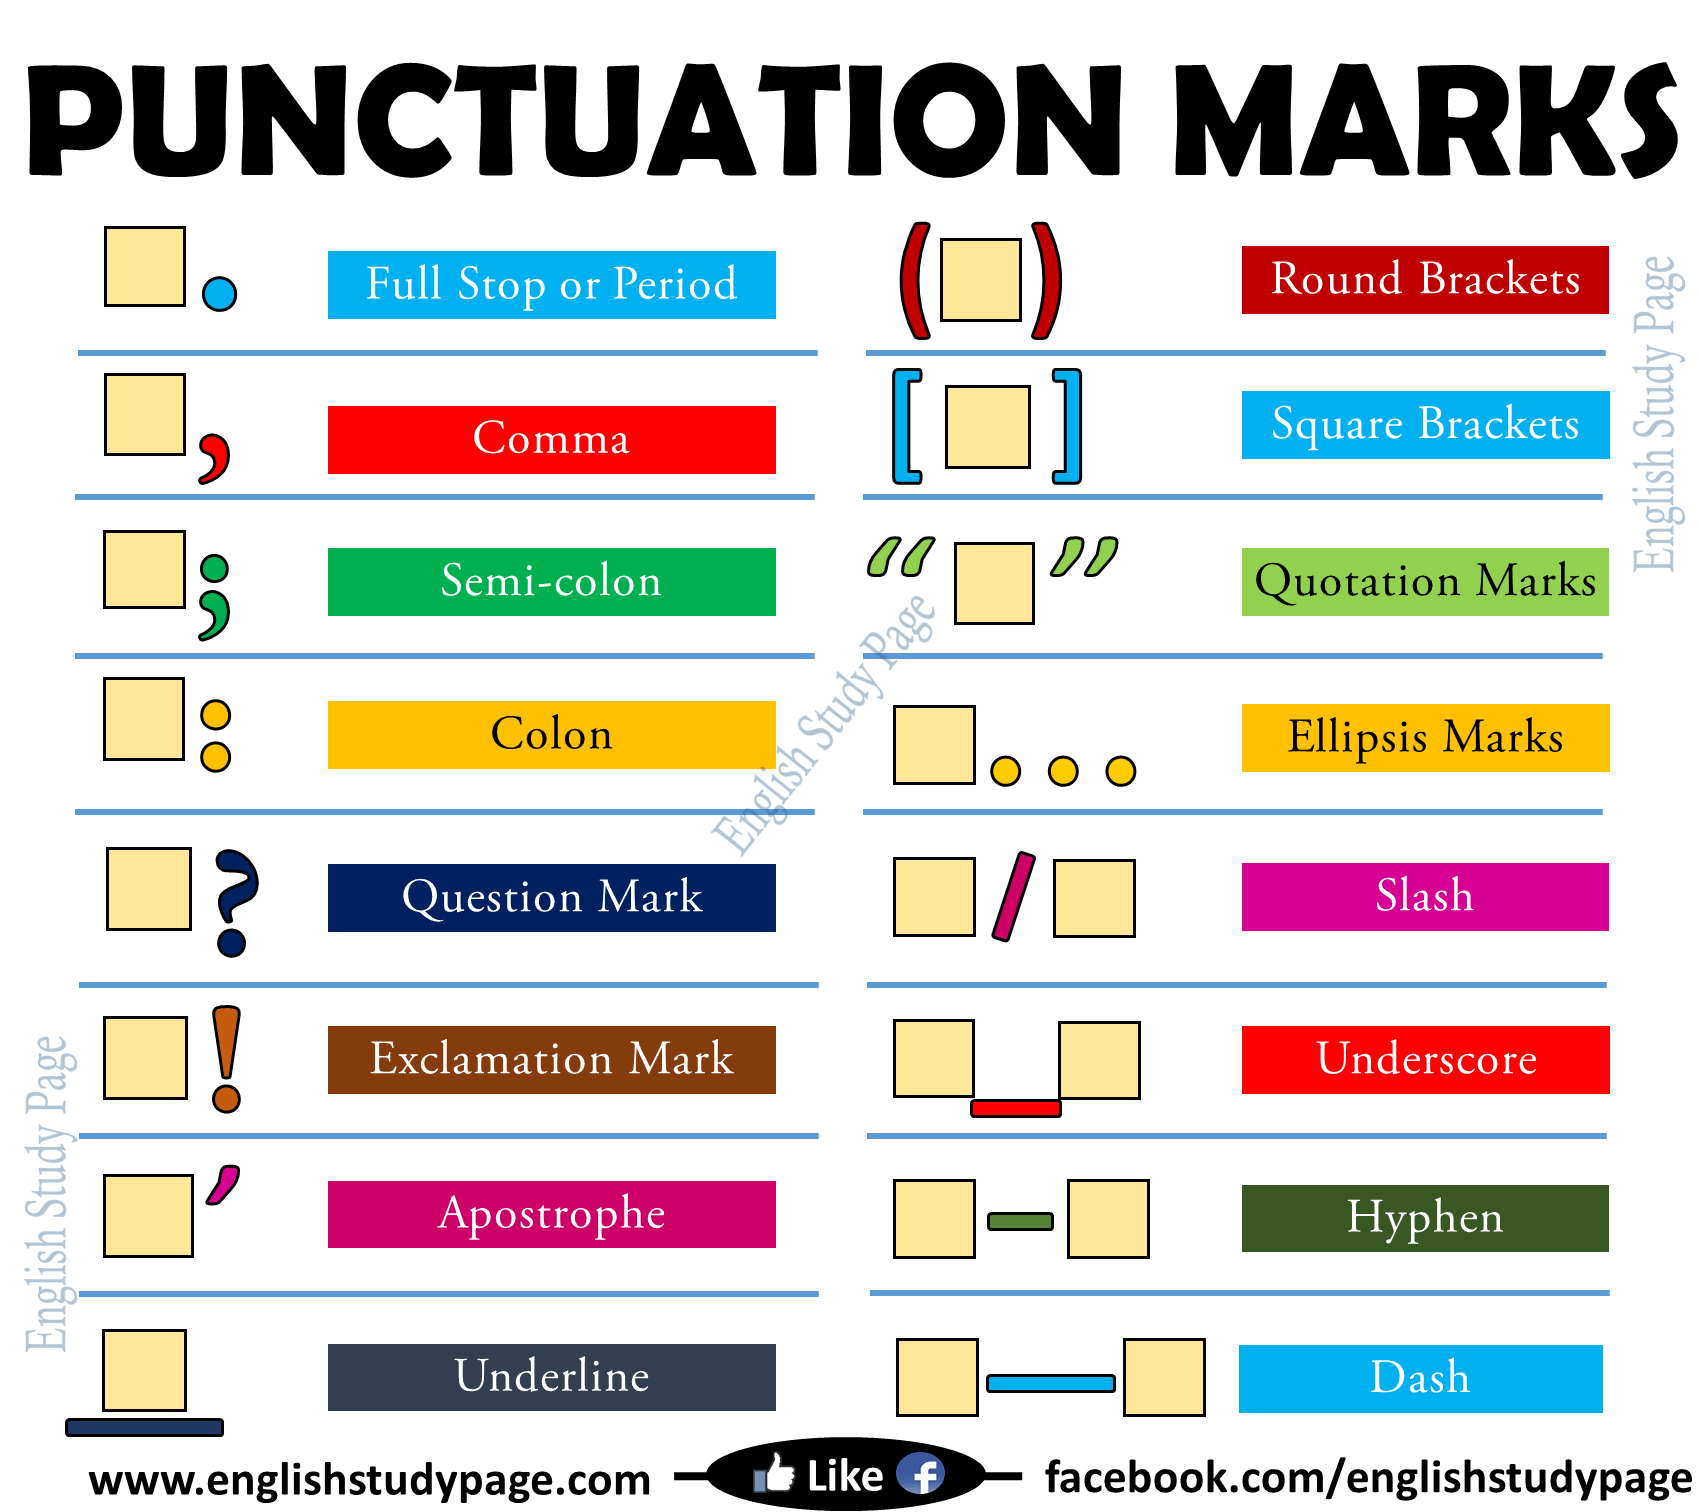 PUNCTUATION MARKS
. Full Stop or Period
, Comma
; Semi-colon
: Colon
? Question Mark
! Exclamation Mark
’ Apostrophe
Underline
( ) Round Brackets
[ ] Square Brackets
“ ” Quotation Marks
... Ellipsis Marks
/ Slash
_ Underscore
- Hyphen
— Dash
English Study Page
English Study Page
English Study Page
www.englishstudypage.com
Like f
facebook.com/englishstudypage